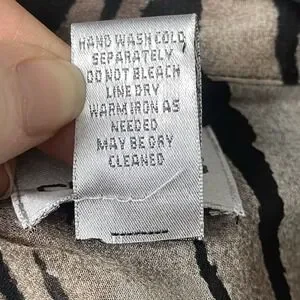 HAND WASH COLD
SEPARATELY
DO NOT BLEACH
LINE DRY
WARM IRON AS
NEEDED
MAY BE DRY
CLEANED